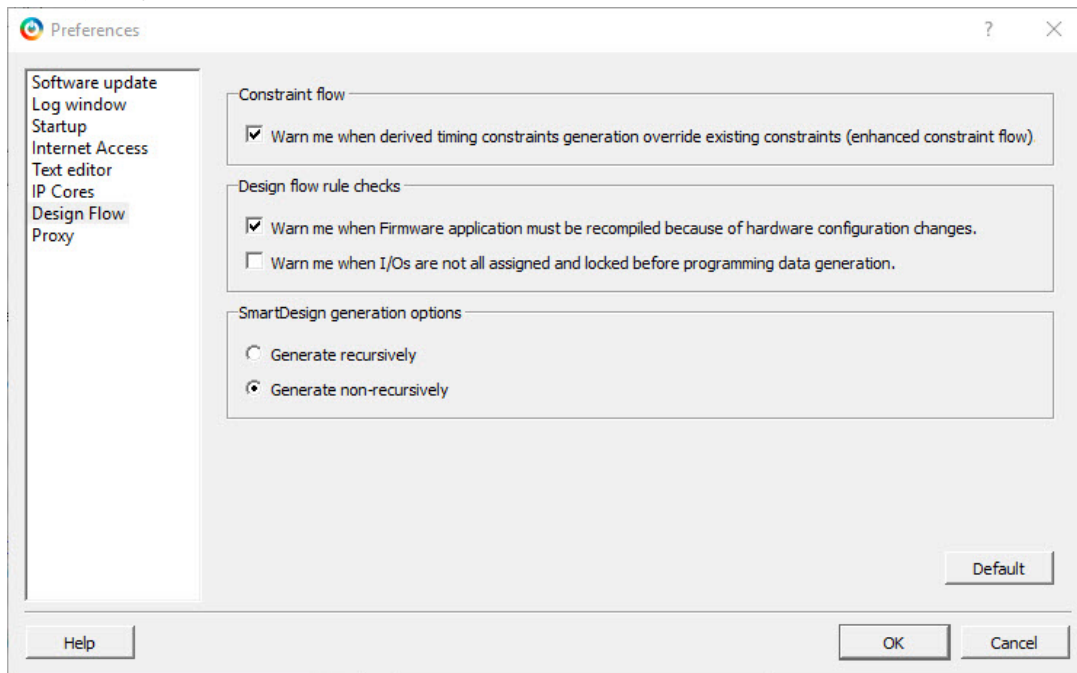 Preferences
?
Software update
Log window
Startup
Internet Access
Text editor
IP Cores
Design Flow
Proxy
Constraint flow
Warn me when derived timing constraints generation override existing constraints (enhanced constraint flow)
Design flow rule checks
Warn me when Firmware application must be recompiled because of hardware configuration changes.
Warn me when I/Os are not all assigned and locked before programming data generation.
SmartDesign generation options
Generate recursively
Generate non-recursively
Default
Help
OK
Cancel